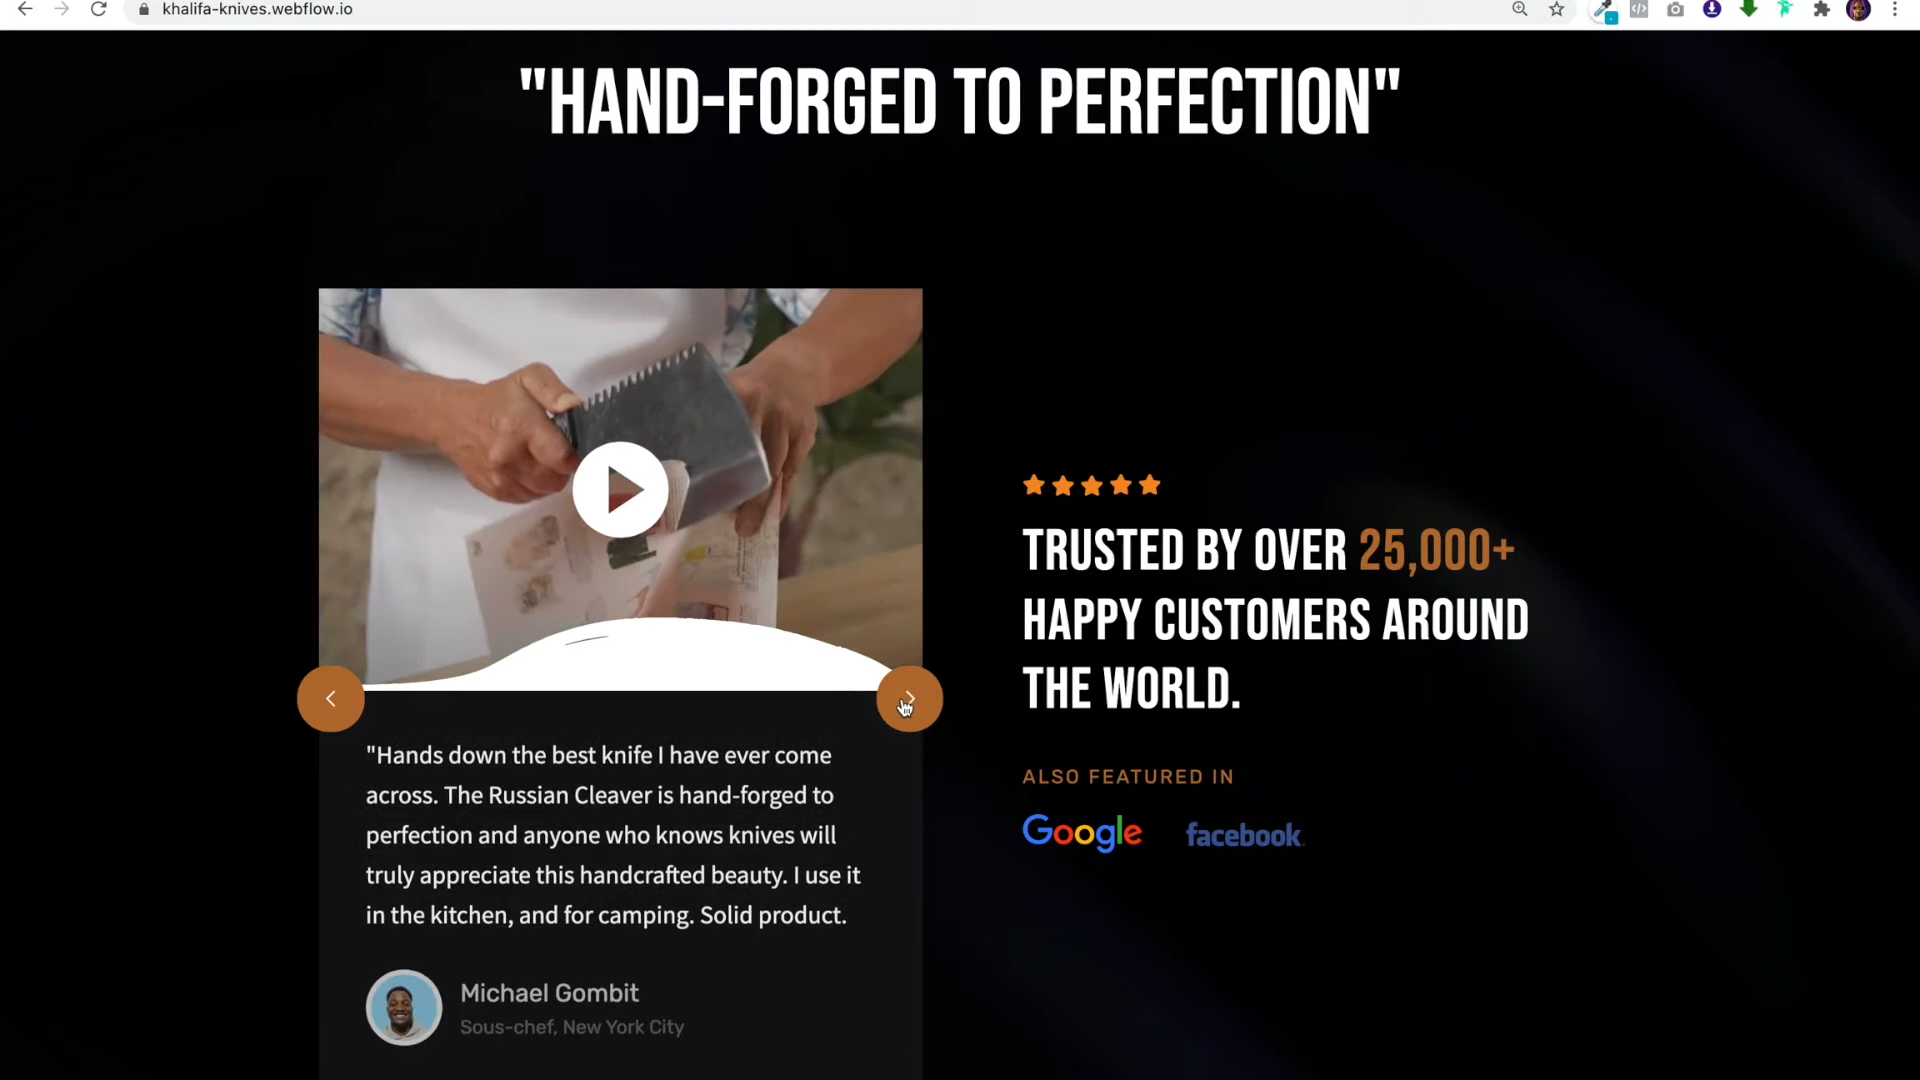 khalifa-knives.webflow.io
"HAND-FORGED TO PERFECTION"
TRUSTED BY OVER 25,000+
HAPPY CUSTOMERS AROUND
THE WORLD.
ALSO FEATURED IN
Google facebook
"Hands down the best knife I have ever come
across. The Russian Cleaver is hand-forged to
perfection and anyone who knows knives will
truly appreciate this handcrafted beauty. I use it
in the kitchen, and for camping. Solid product.
Michael Gombit
Sous-chef, New York City